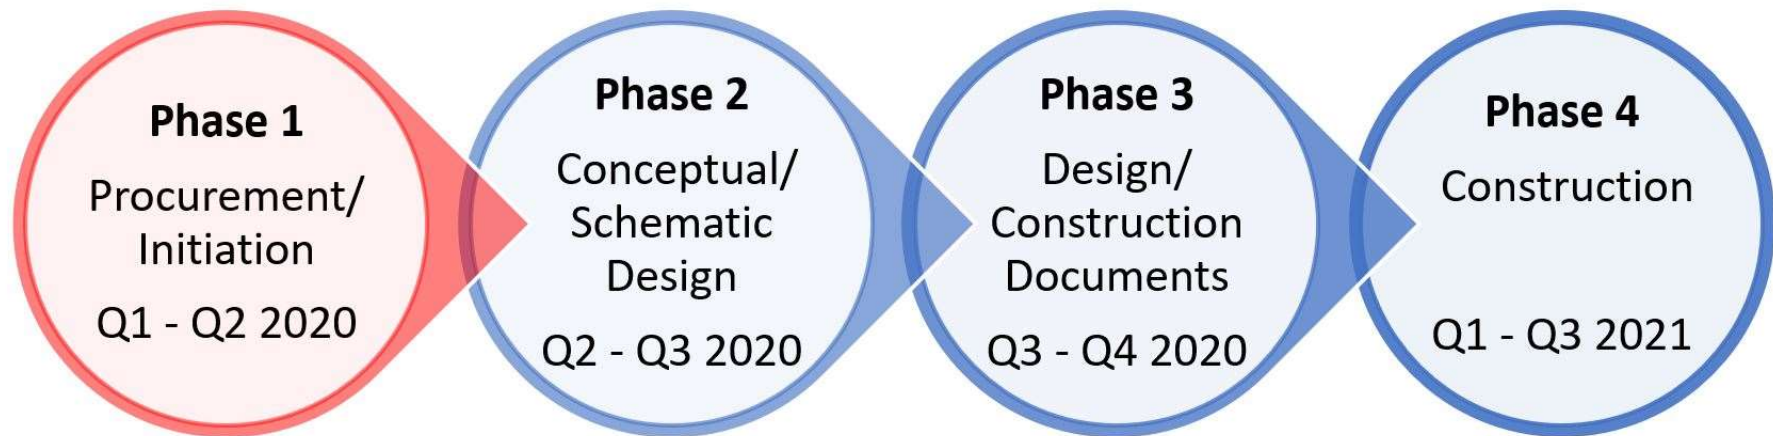 Phase 1
Procurement/
Initiation
Q1 - Q2 2020
Phase 2
Conceptual/
Schematic
Design
Q2 - Q3 2020
Phase 3
Design/
Construction
Documents
Q3 - Q4 2020
Phase 4
Construction
Q1 - Q3 2021